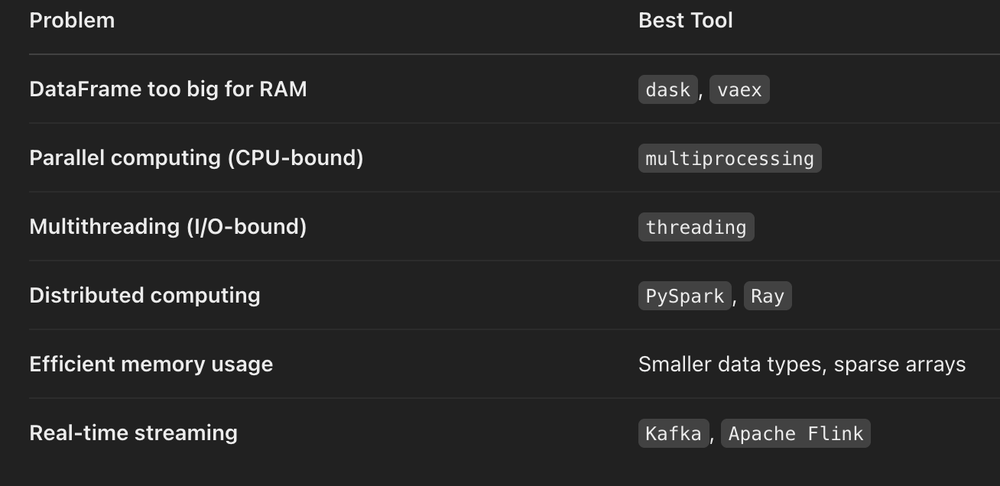 Problem Best Tool
DataFrame too big for RAM dask, vaex
Parallel computing (CPU-bound) multiprocessing
Multithreading (I/O-bound) threading
Distributed computing PySpark, Ray
Efficient memory usage Smaller data types, sparse arrays
Real-time streaming Kafka, Apache Flink